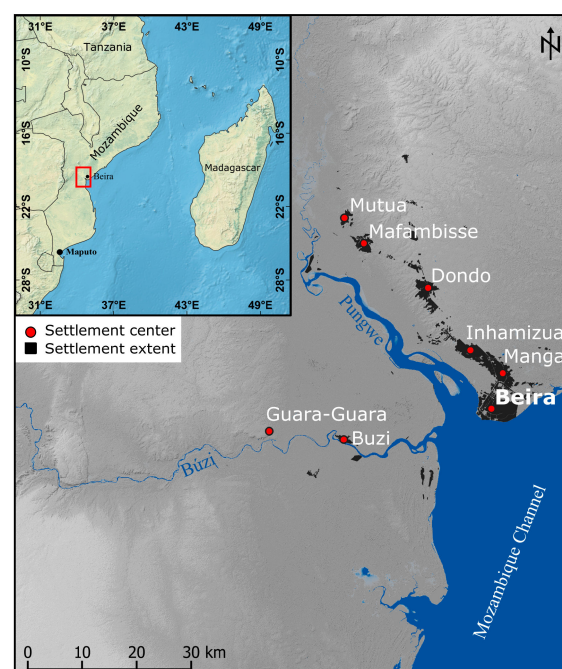 31°E 37°E 43°E 49°E
Tanzania
10°S
10°S
Mozambique
16°S
16°S
Madagascar
Beira
22°S
22°S
Maputo
28°S
28°S
31°E 37°E 43°E 49°E
N
Settlement center
Settlement extent
Mutua
Mafambisse
Dondo
Pungwe
Inhamizua
Manga
Beira
Guara-Guara
Buzi
Búzi
Mozambique Channel
0 10 20 30 km